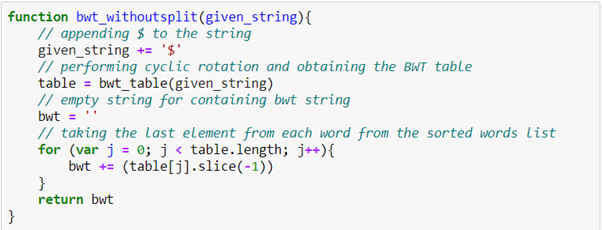 function bwt_withoutsplit(given_string){
    // appending $ to the string
    given_string += '$'
    // performing cyclic rotation and obtaining the BWT table
    table = bwt_table(given_string)
    // empty string for containing bwt string
    bwt = ''
    // taking the last element from each word from the sorted words list
    for (var j = 0; j < table.length; j++){
        bwt += (table[j].slice(-1))
    }
    return bwt
}